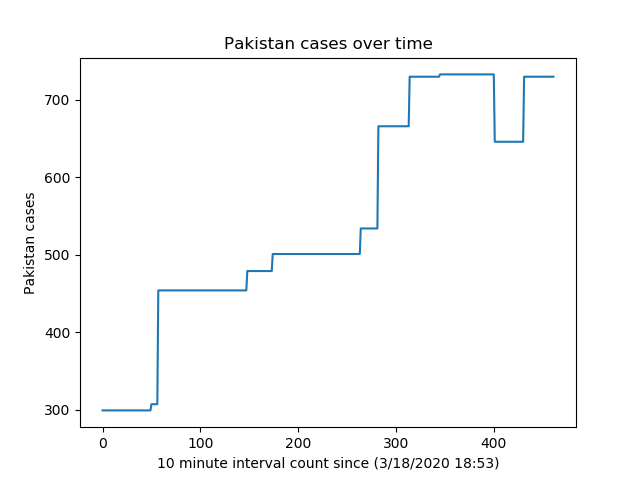 Pakistan cases over time
700
600
500
400
300
Pakistan cases
0 100 200 300 400
10 minute interval count since (3/18/2020 18:53)